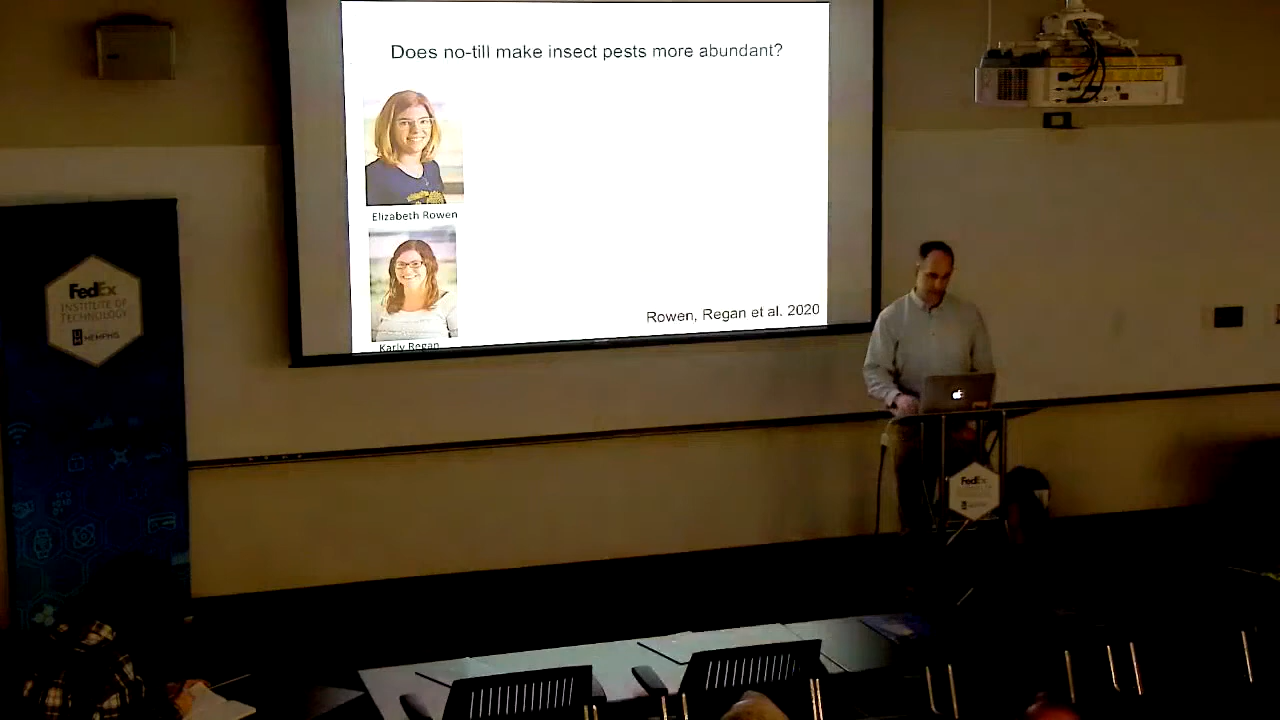 Does no-till make insect pests more abundant?
Elizabeth Rowen
Karly Regan
Rowen, Regan et al. 2020
FedEx
INSTITUTE OF
TECHNOLOGY
MEMPHIS
FedEx